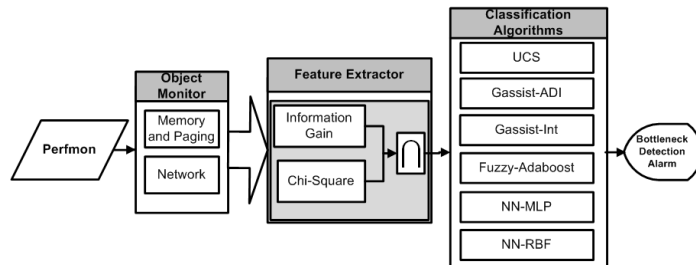 Perfmon
Object
Monitor
Memory
and Paging
Network
Feature Extractor
Information
Gain
Chi-Square
∩
Classification
Algorithms
UCS
Gassist-ADI
Gassist-Int
Fuzzy-Adaboost
NN-MLP
NN-RBF
Bottleneck
Detection
Alarm